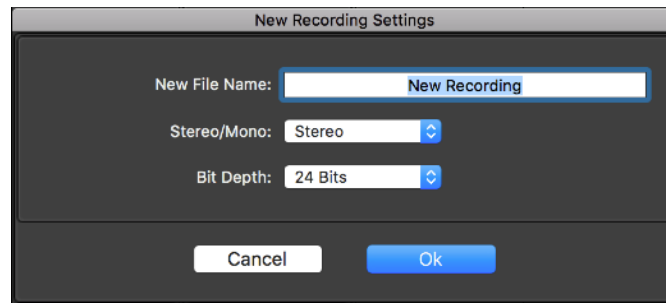 New Recording Settings
New File Name: New Recording
Stereo/Mono: Stereo
Bit Depth: 24 Bits
Cancel Ok